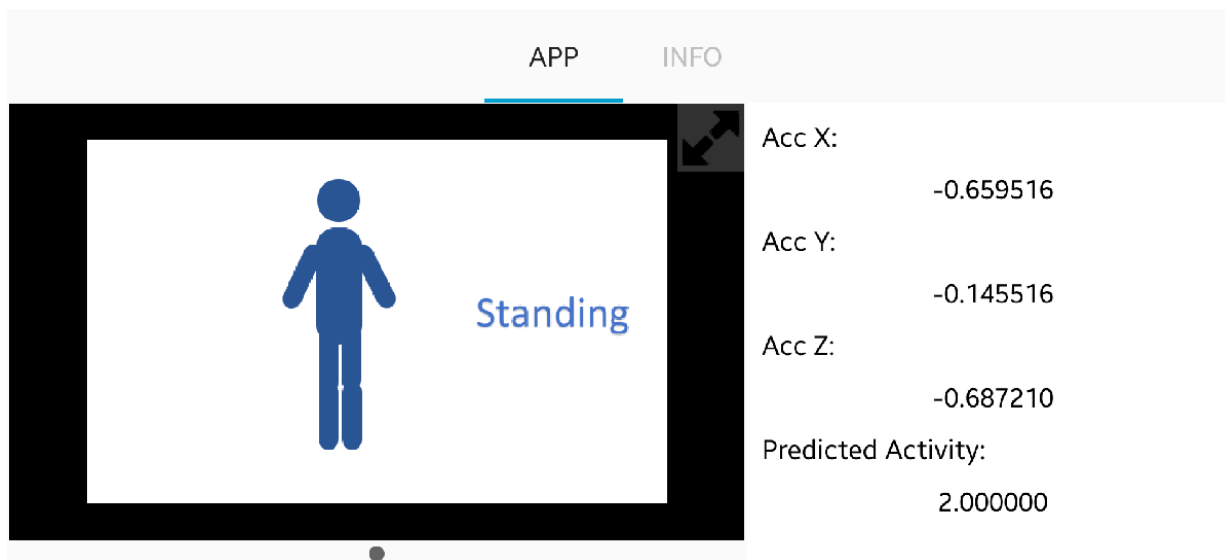 APP INFO
Standing
Acc X:
-0.659516
Acc Y:
-0.145516
Acc Z:
-0.687210
Predicted Activity:
2.000000